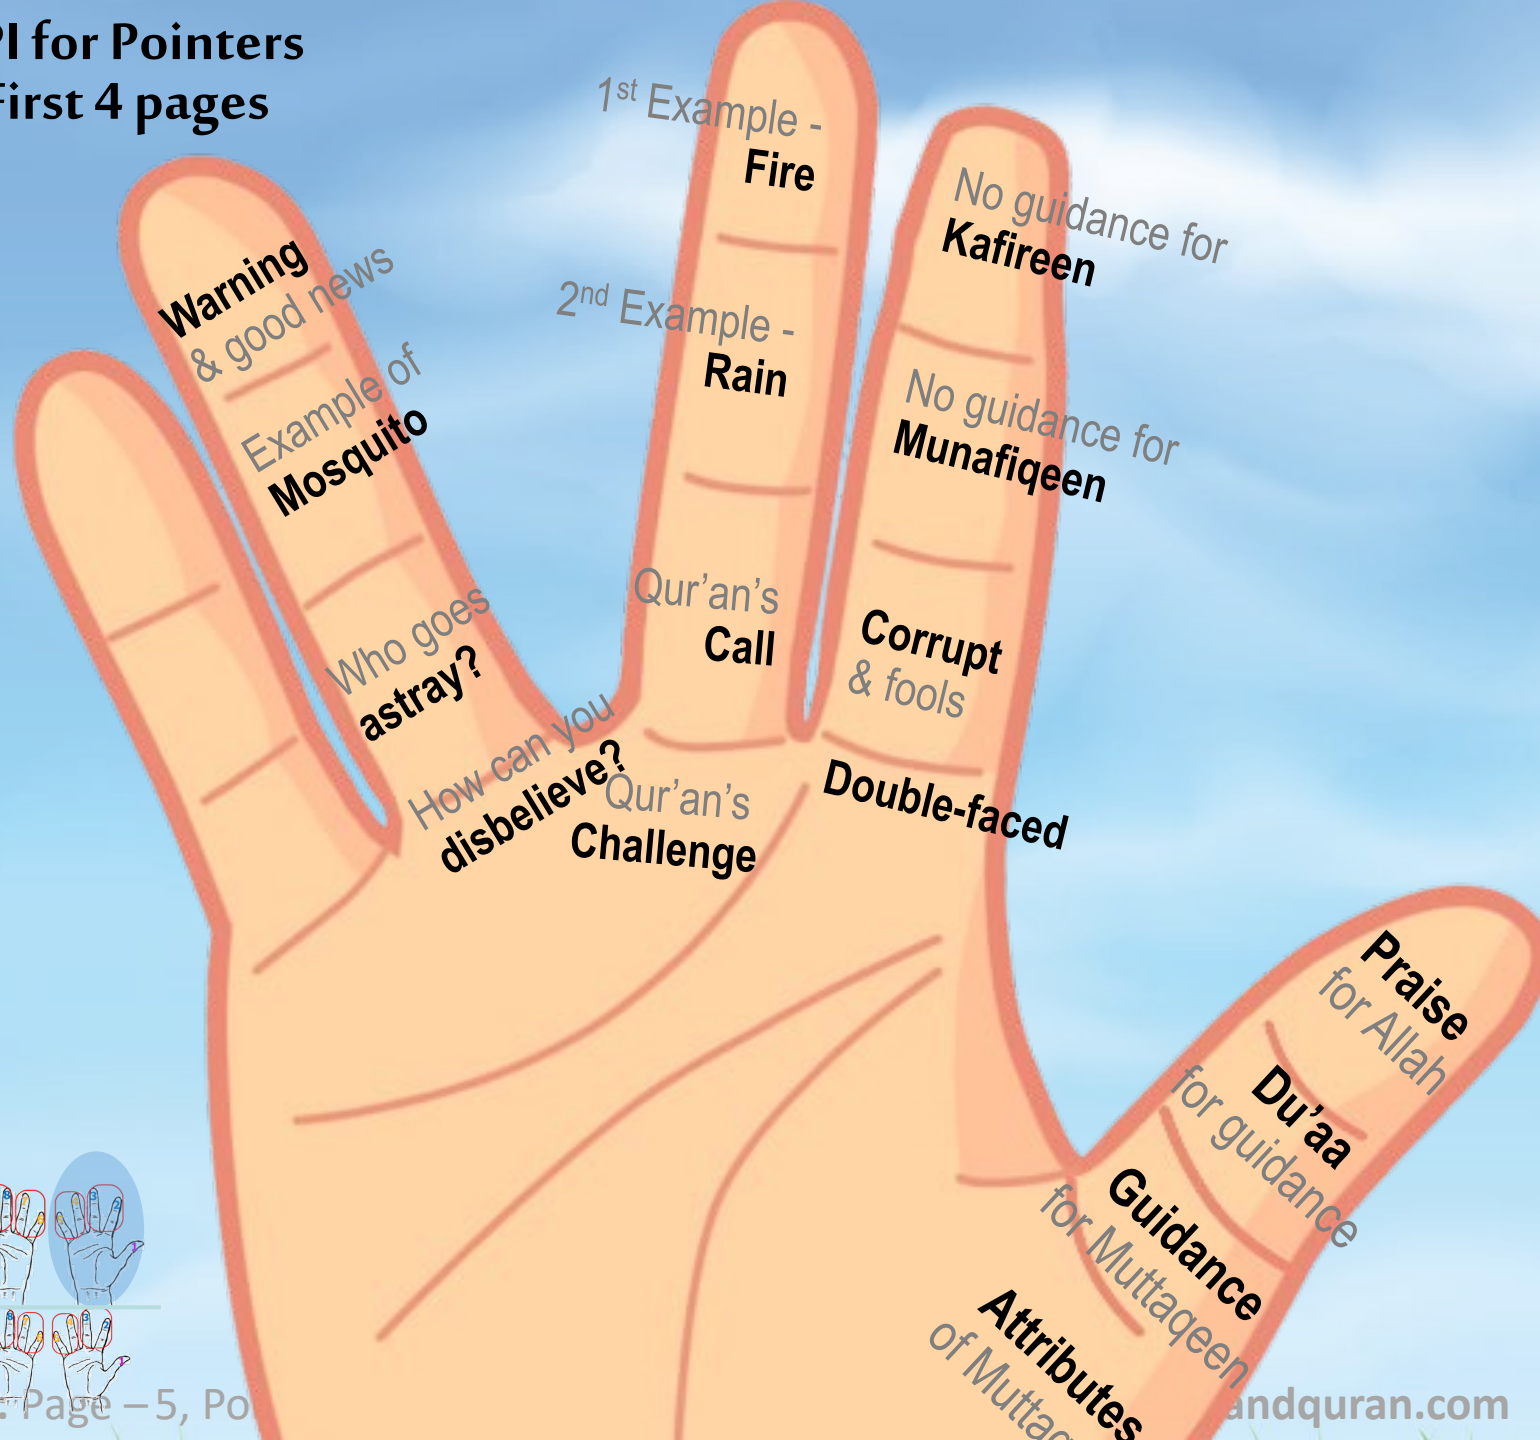 PI for Pointers
First 4 pages
1st Example -
Fire
2nd Example -
Rain
Qur’an’s
Call
Qur’an’s
Challenge
No guidance for
Kafireen
No guidance for
Munafiqeen
Corrupt
& fools
Double-faced
Warning
& good news
Example of
Mosquito
Who goes
astray?
How can you
disbelieve?
Praise
for Allah
Du’aa
for guidance
Guidance
for Muttaqeen
Attributes
of Muttaq
Page – 5, Po
andquran.com